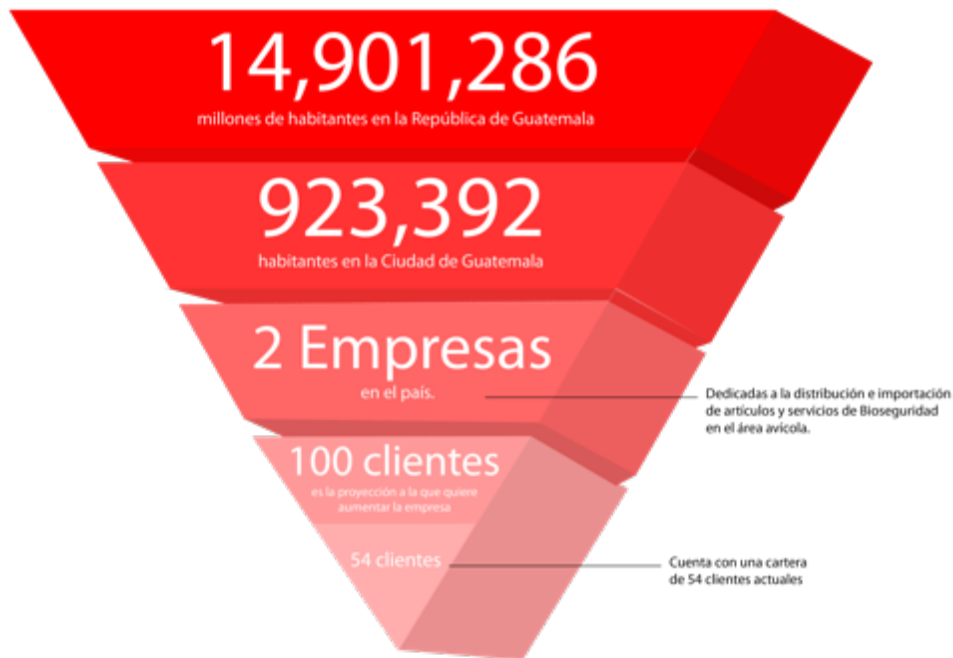 14,901,286
millones de habitantes en la República de Guatemala
923,392
habitantes en la Ciudad de Guatemala
2 Empresas
en el país.
Dedicadas a la distribución e importación
de artículos y servicios de Bioseguridad
en el área avícola.
100 clientes
es la proyección a la que quiere
aumentar la empresa
54 clientes
Cuenta con una cartera
de 54 clientes actuales